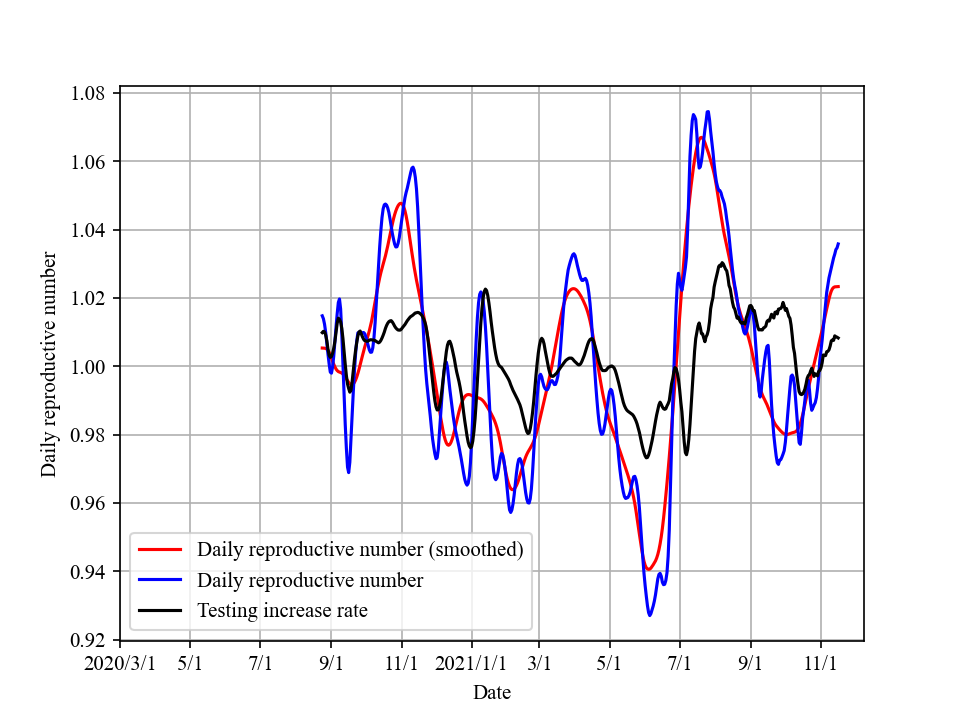 1.08
1.06
1.04
1.02
1.00
0.98
0.96
0.94
0.92
Daily reproductive number
Daily reproductive number (smoothed)
Daily reproductive number
Testing increase rate
2020/3/1 5/1 7/1 9/1 11/1 2021/1/1 3/1 5/1 7/1 9/1 11/1
Date